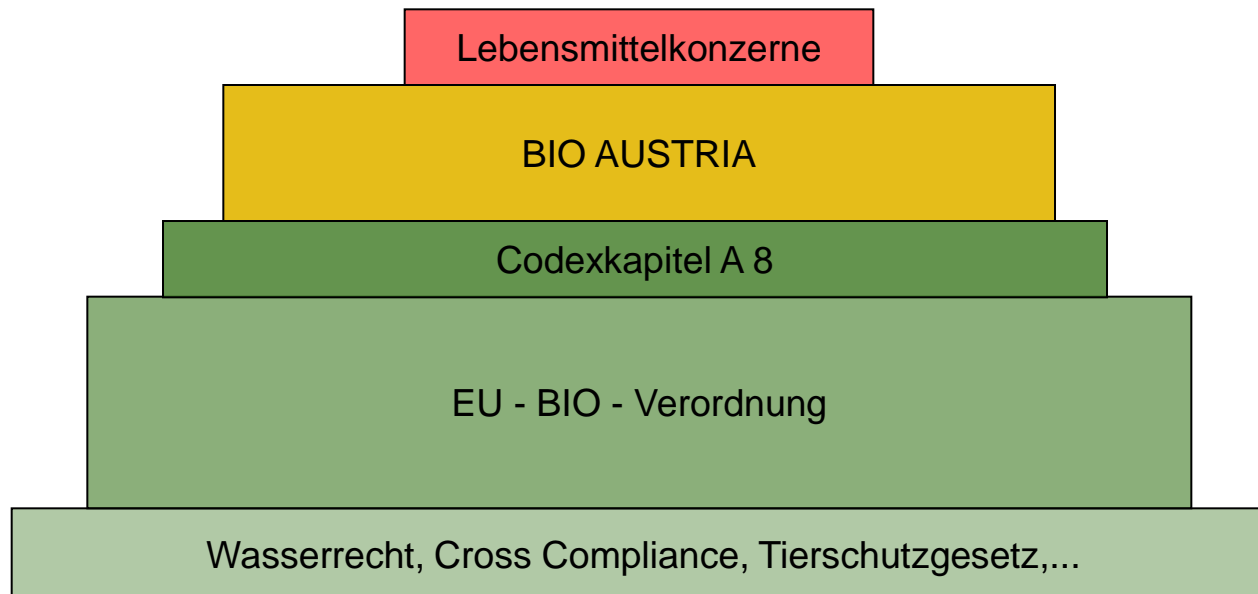 Lebensmittelkonzerne
BIO AUSTRIA
Codexkapitel A 8
EU - BIO - Verordnung
Wasserrecht, Cross Compliance, Tierschutzgesetz,...